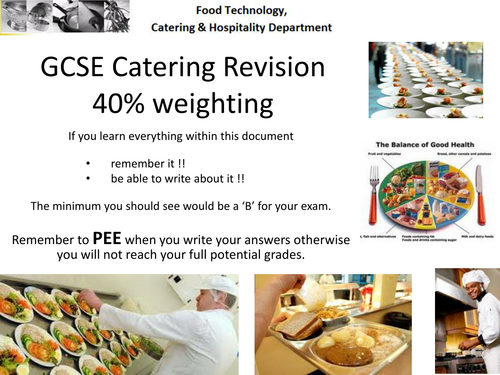 Food Technology,
Catering & Hospitality Department
GCSE Catering Revision
40% weighting
If you learn everything within this document
• remember it !!
• be able to write about it !!
The minimum you should see would be a ‘B’ for your exam.
Remember to PEE when you write your answers otherwise
you will not reach your full potential grades.
The Balance of Good Health
Fruit and vegetables
Bread, other cereals and potatoes
, fish and alternatives
Foods containing fat
Foods and drinks containing sugar
Milk and dairy foods